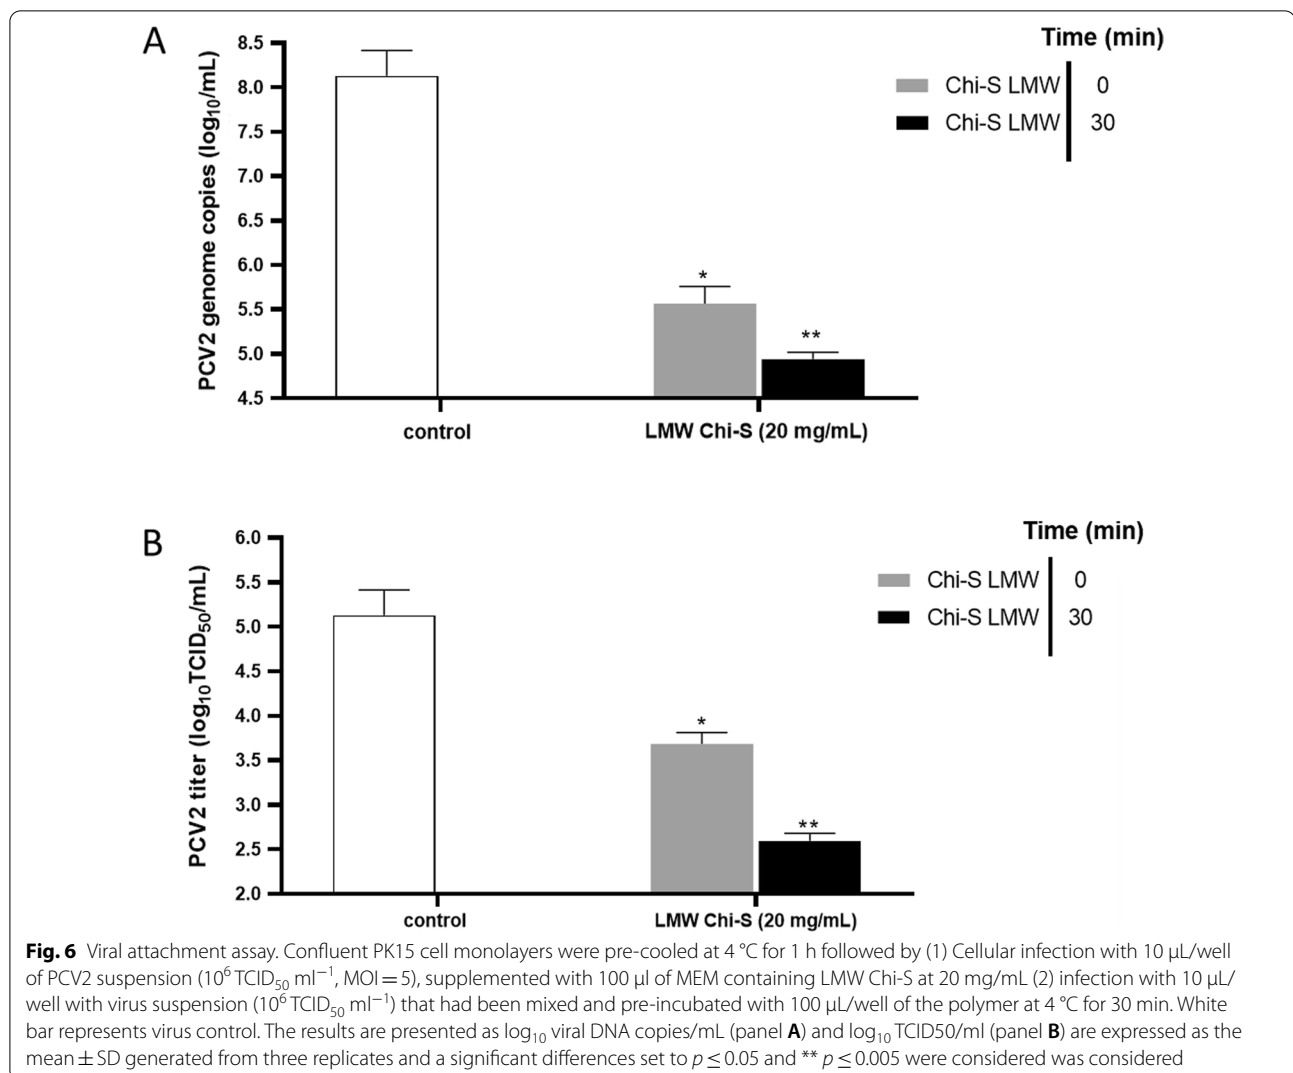 A
PCV2 genome copies (log₁₀/mL)
8.5
8.0
7.5
7.0
6.5
6.0
5.5
5.0
4.5
*
**
control
LMW Chi-S (20 mg/mL)
Time (min)
Chi-S LMW 0
Chi-S LMW 30
B
PCV2 titer (log₁₀TCID₅₀/mL)
6.0
5.5
5.0
4.5
4.0
3.5
3.0
2.5
2.0
*
**
control
LMW Chi-S (20 mg/mL)
Time (min)
Chi-S LMW 0
Chi-S LMW 30
Fig. 6 Viral attachment assay. Confluent PK15 cell monolayers were pre-cooled at 4 °C for 1 h followed by (1) Cellular infection with 10 µL/well
of PCV2 suspension (10⁶ TCID₅₀ ml⁻¹, MOI = 5), supplemented with 100 µl of MEM containing LMW Chi-S at 20 mg/mL (2) infection with 10 µL/
well with virus suspension (10⁶ TCID₅₀ ml⁻¹) that had been mixed and pre-incubated with 100 µL/well of the polymer at 4 °C for 30 min. White
bar represents virus control. The results are presented as log₁₀ viral DNA copies/mL (panel A) and log₁₀ TCID50/ml (panel B) are expressed as the
mean ± SD generated from three replicates and a significant differences set to p ≤ 0.05 and ** p ≤ 0.005 were considered was considered